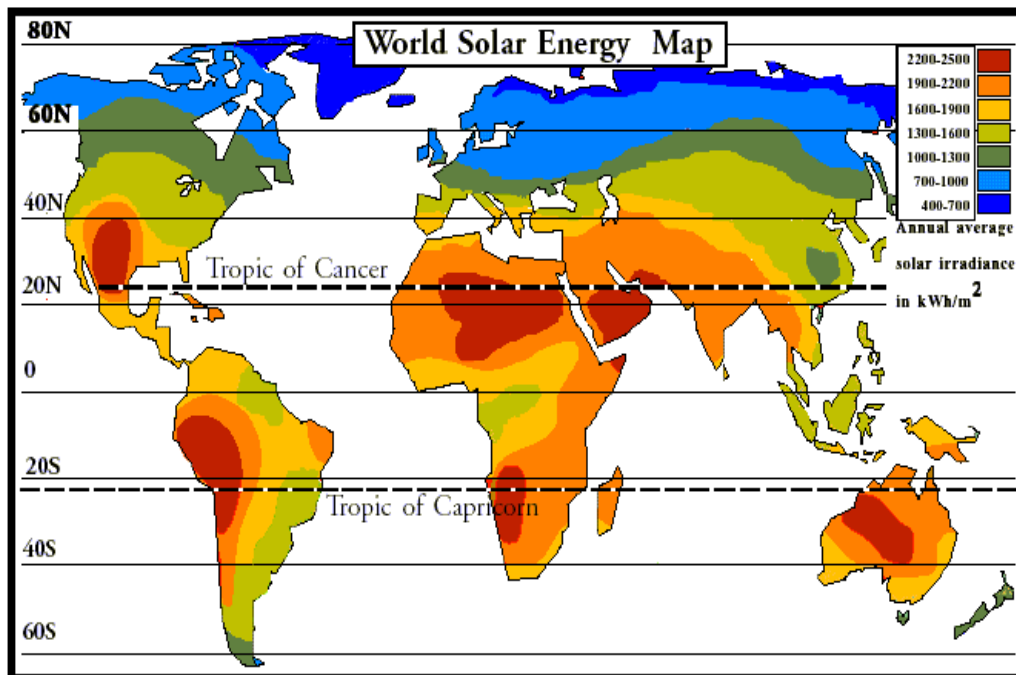 World Solar Energy Map
80N
60N
40N
20N
0
20S
40S
60S
Tropic of Cancer
Tropic of Capricorn
2200-2500
1900-2200
1600-1900
1300-1600
1000-1300
700-1000
400-700
Annual average
solar irradiance
in kWh/m2